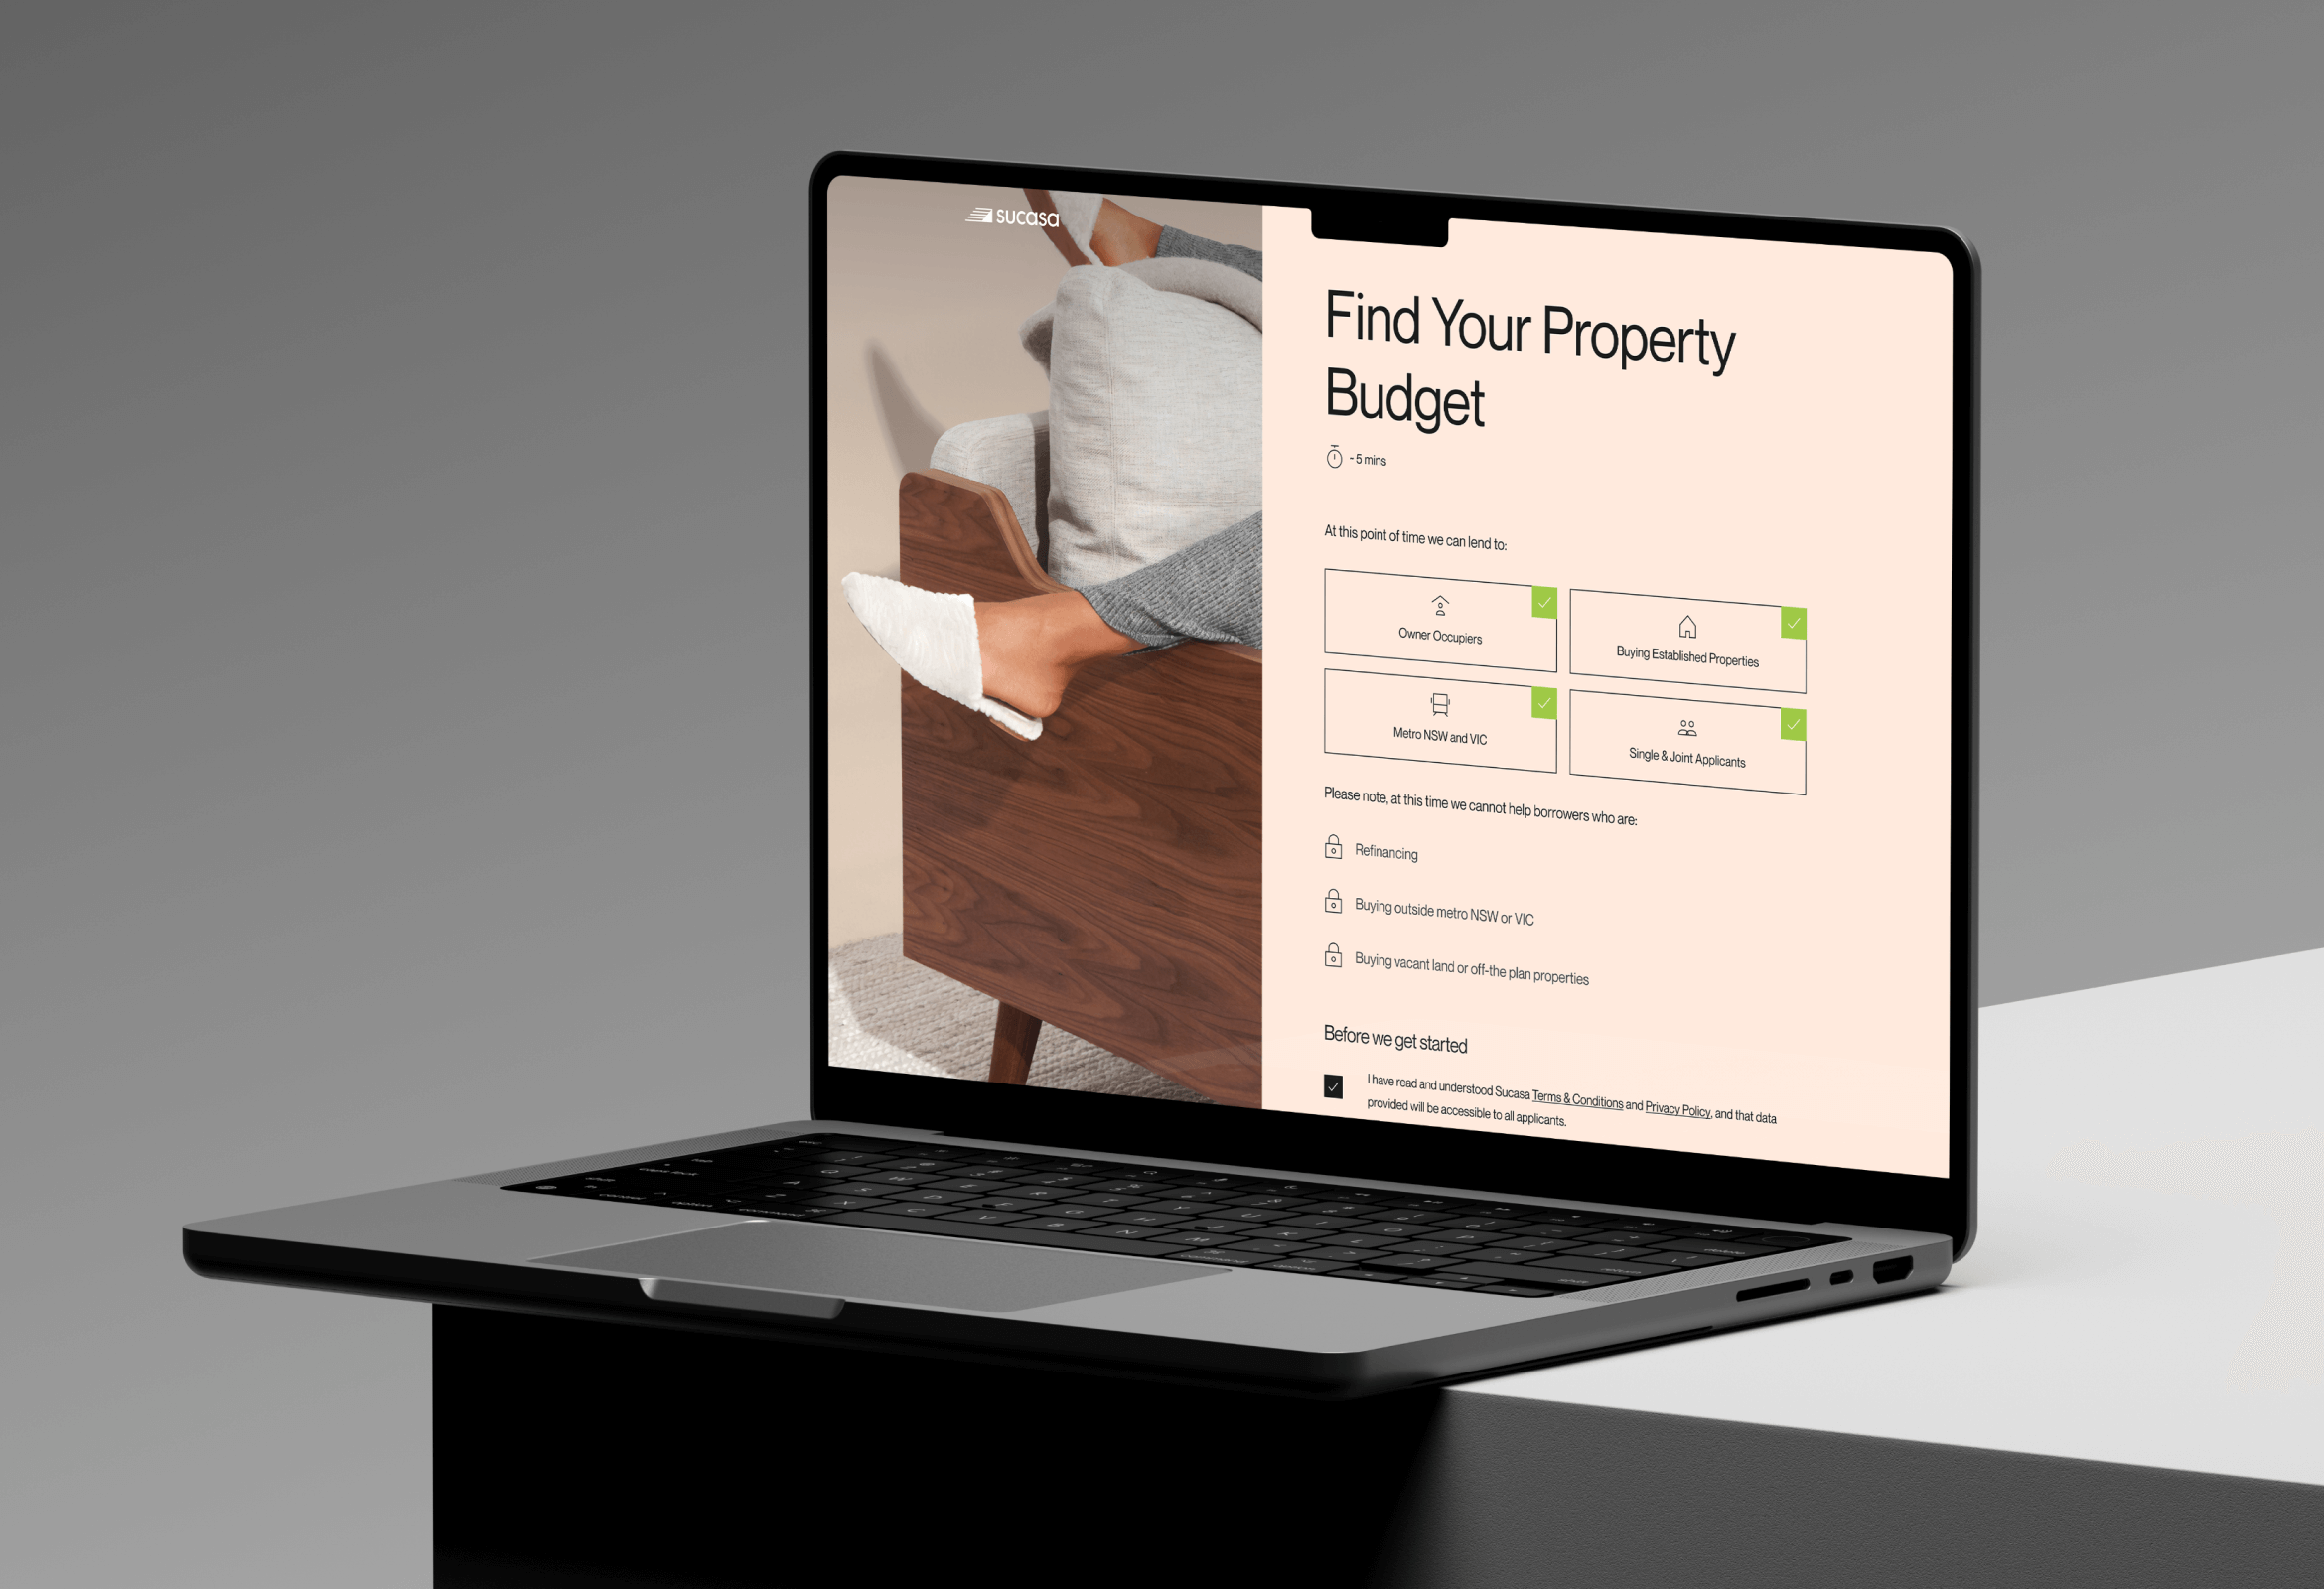 sucasa
Find Your Property
Budget
~ 5 mins
At this point of time we can lend to:
Owner Occupiers
Buying Established Properties
Metro NSW and VIC
Single & Joint Applicants
Please note, at this time we cannot help borrowers who are:
Refinancing
Buying outside metro NSW or VIC
Buying vacant land or off-the plan properties
Before we get started
I have read and understood Sucasa Terms & Conditions and Privacy Policy, and that data
provided will be accessible to all applicants.